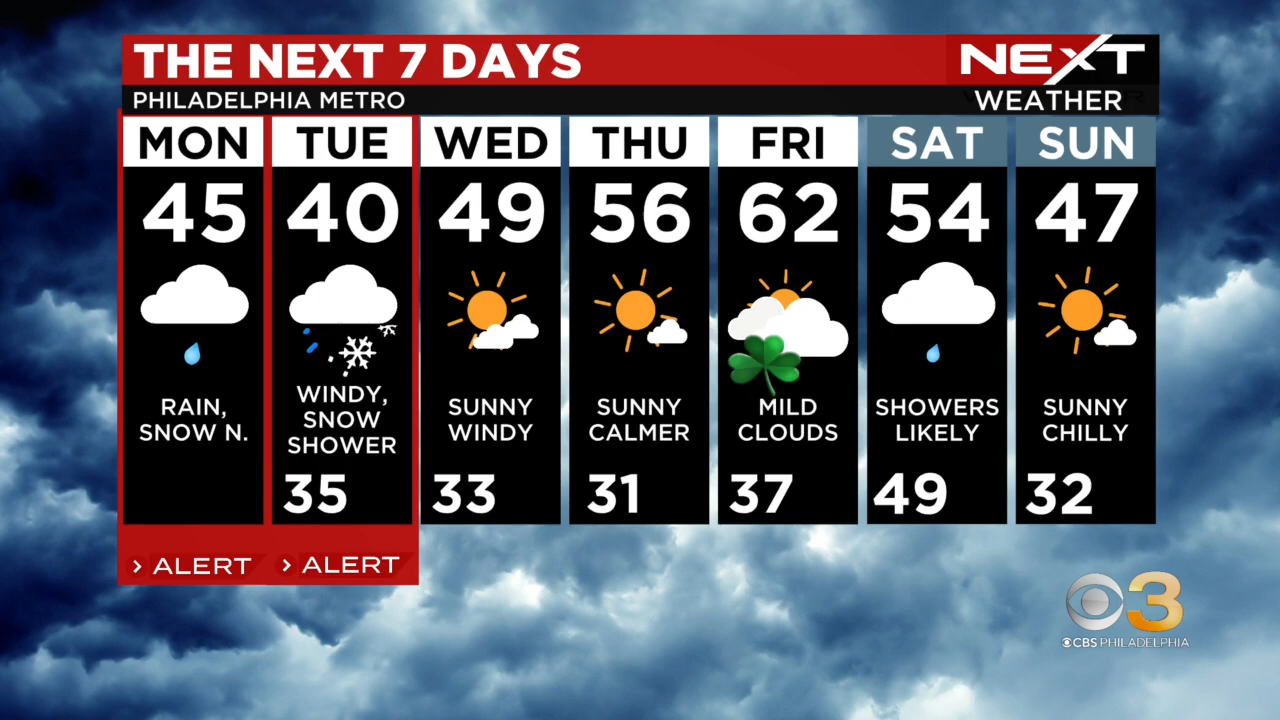 THE NEXT 7 DAYS
NEXT
PHILADELPHIA METRO
WEATHER
MON
TUE
WED
THU
FRI
SAT
SUN
45
40
49
56
62
54
47
RAIN,
SNOW N.
WINDY,
SNOW
SHOWER
SUNNY
WINDY
SUNNY
CALMER
MILD
CLOUDS
SHOWERS
LIKELY
SUNNY
CHILLY
35
33
31
37
49
32
> ALERT
> ALERT
3
CBS PHILADELPHIA